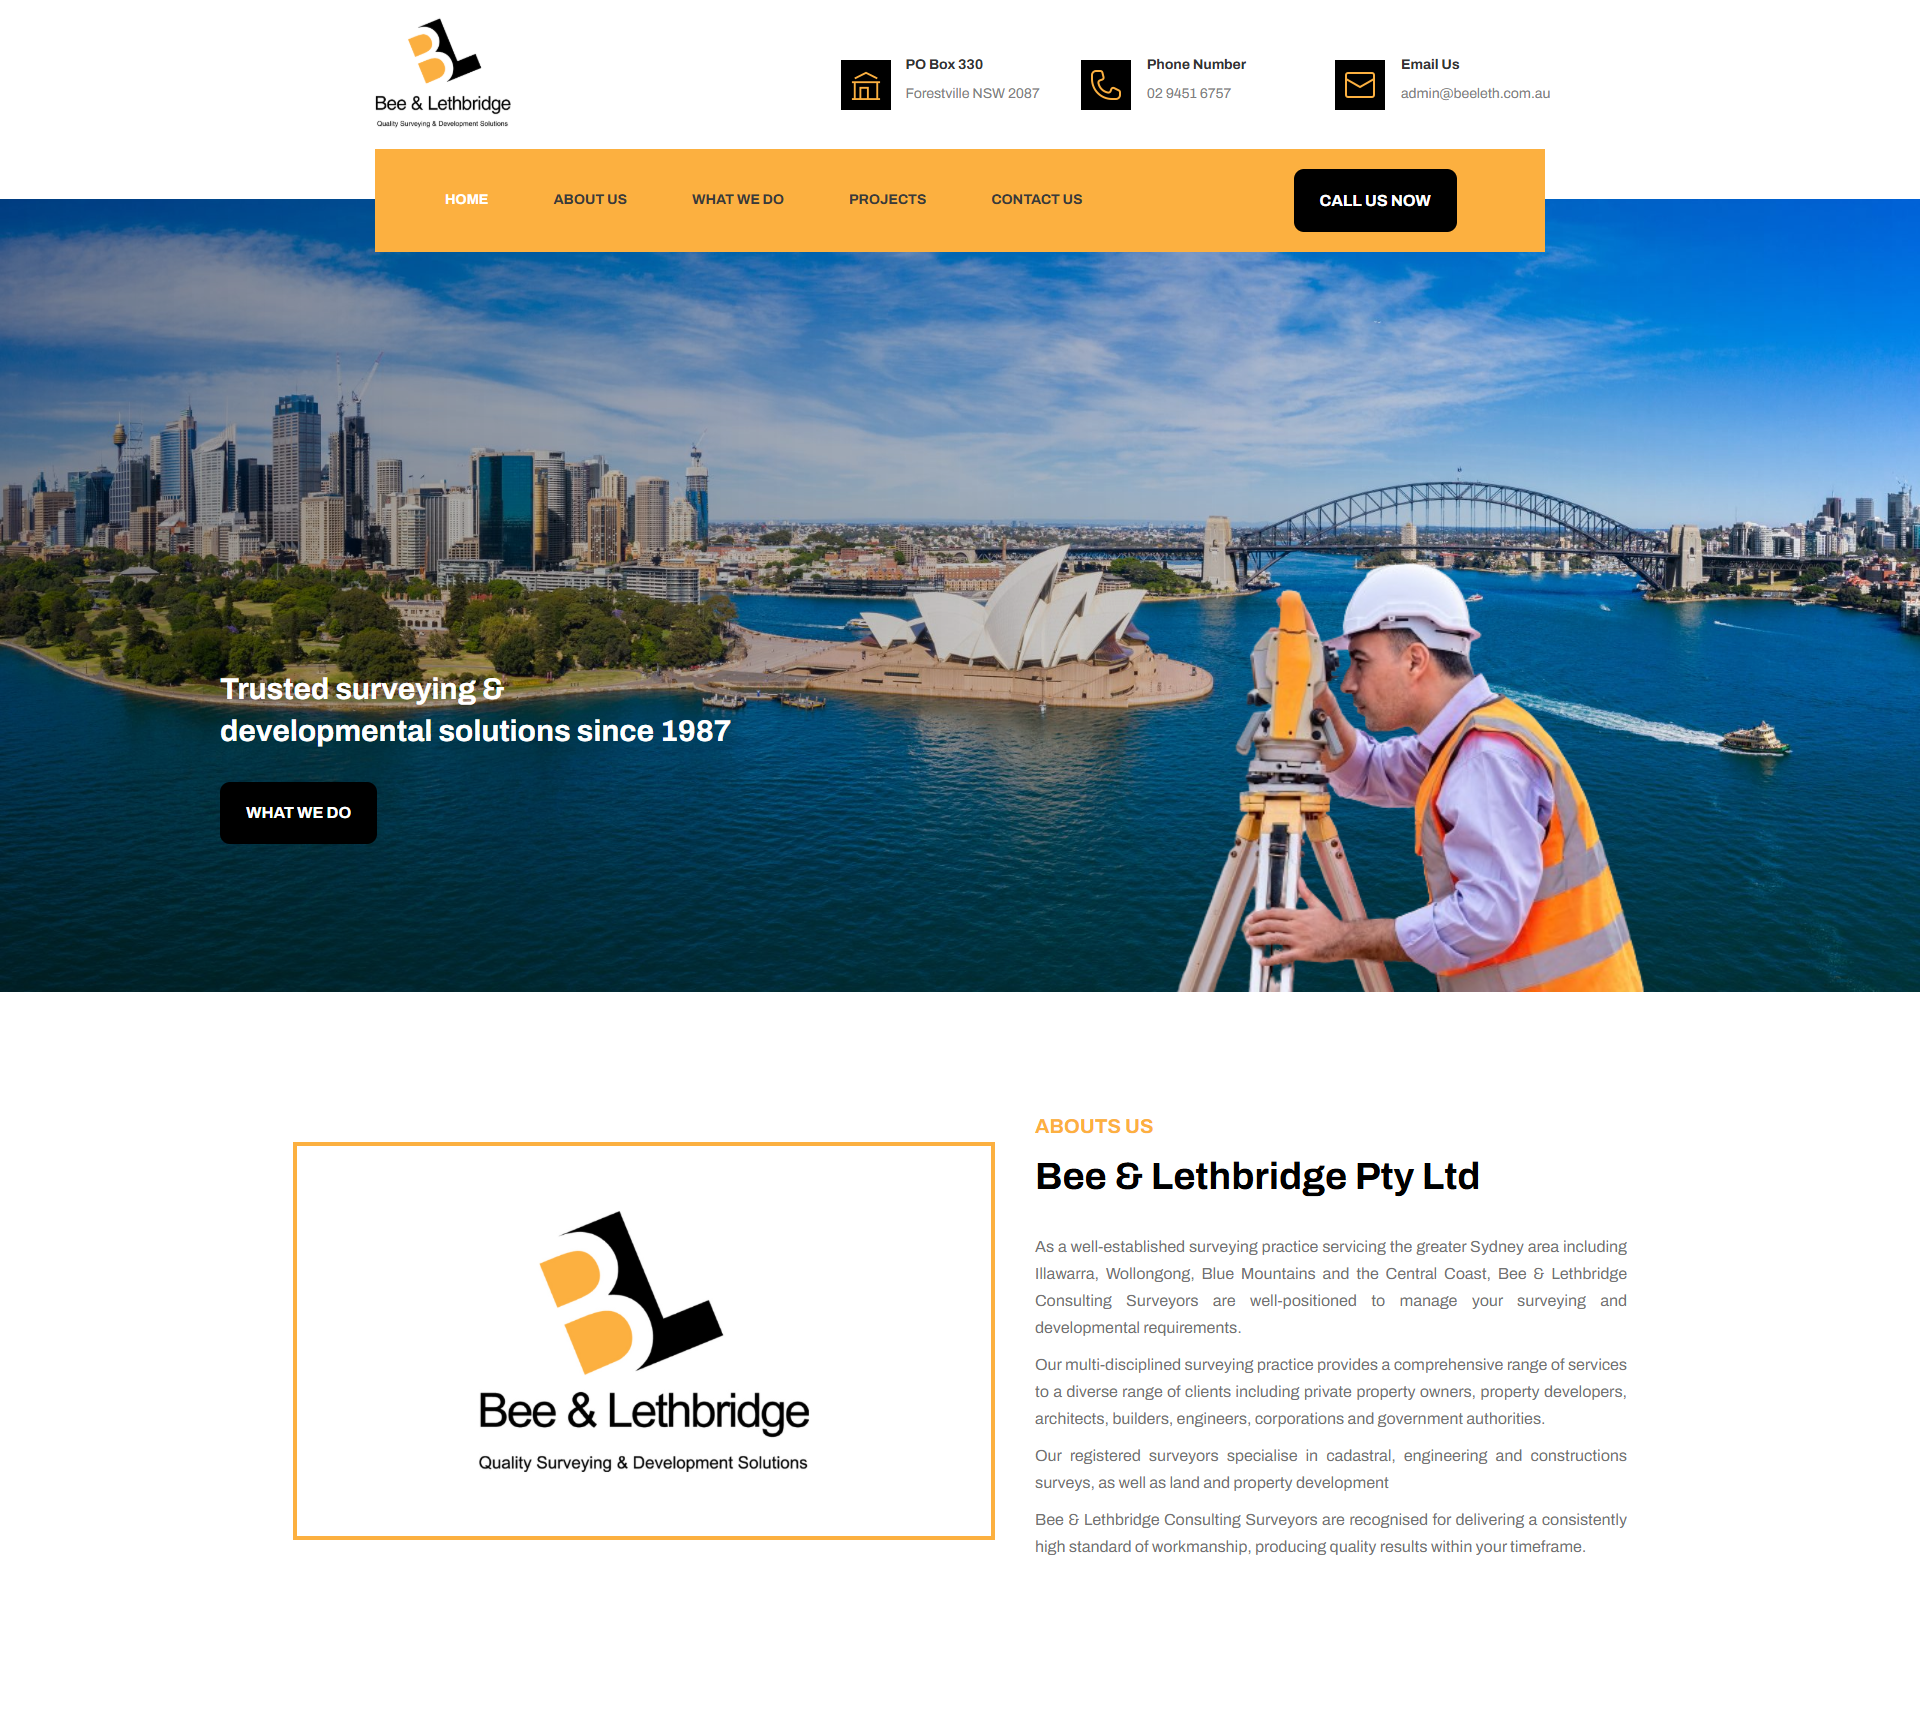 Bee & Lethbridge
Quality Surveying & Development Solutions
PO Box 330
Forestville NSW 2087
Phone Number
02 9451 6757
Email Us
admin@beeleth.com.au
HOME
ABOUT US
WHAT WE DO
PROJECTS
CONTACT US
CALL US NOW
Trusted surveying &
developmental solutions since 1987
WHAT WE DO
BL
Bee & Lethbridge
Quality Surveying & Development Solutions
ABOUTS US
Bee & Lethbridge Pty Ltd
As a well-established surveying practice servicing the greater Sydney area including
Illawarra, Wollongong, Blue Mountains and the Central Coast, Bee & Lethbridge
Consulting Surveyors are well-positioned to manage your surveying and
developmental requirements.
Our multi-disciplined surveying practice provides a comprehensive range of services
to a diverse range of clients including private property owners, property developers,
architects, builders, engineers, corporations and government authorities.
Our registered surveyors specialise in cadastral, engineering and constructions
surveys, as well as land and property development
Bee & Lethbridge Consulting Surveyors are recognised for delivering a consistently
high standard of workmanship, producing quality results within your timeframe.